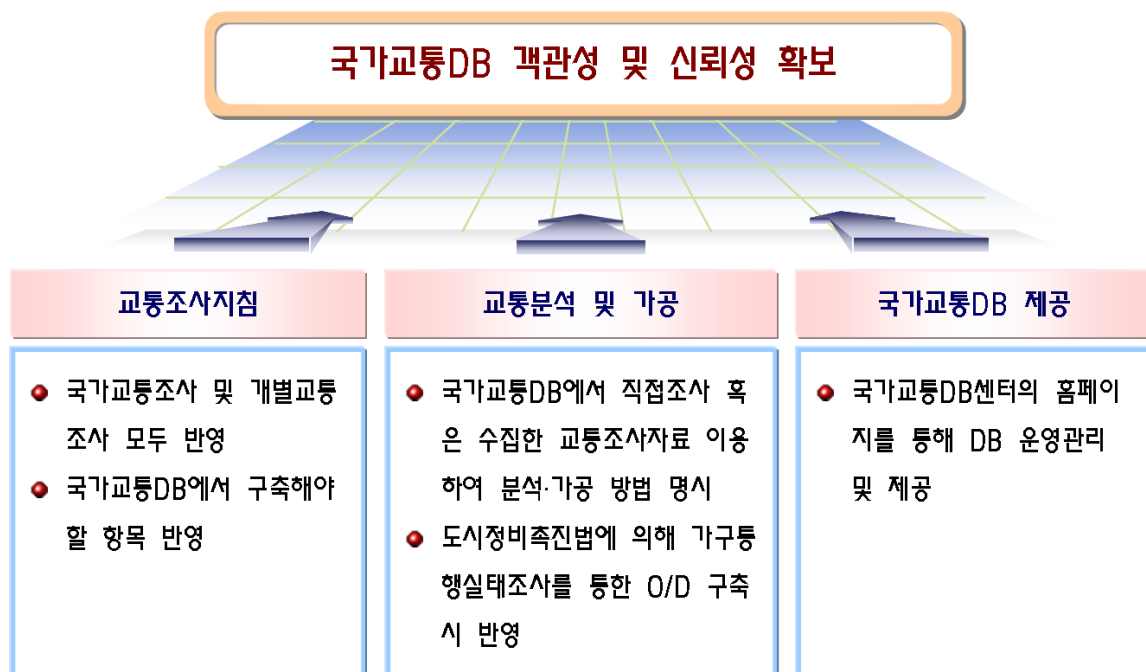 국가교통DB 객관성 및 신뢰성 확보
교통조사지침
국가교통조사 및 개별교통
조사 모두 반영
국가교통DB에서 구축해야
할 항목 반영
교통분석 및 가공
국가교통DB에서 직접조사 혹
은 수집한 교통조사자료 이용
하여 분석·가공 방법 명시
도시정비촉진법에 의해 가구통
행실태조사를 통한 O/D 구축
시 반영
국가교통DB 제공
국가교통DB센터의 홈페이
지를 통해 DB 운영관리
및 제공